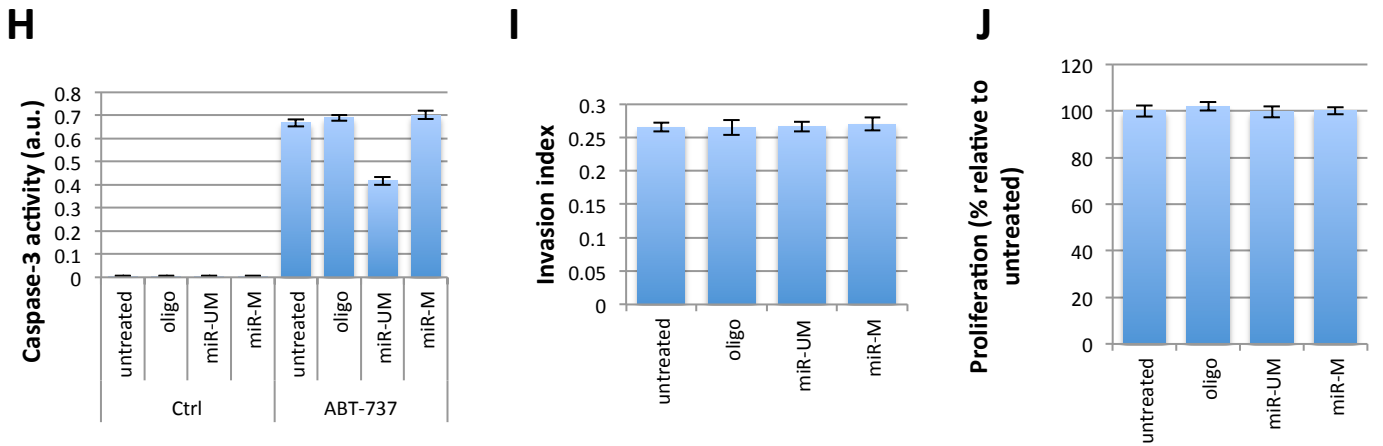 H
Caspase-3 activity (a.u.)
0.8
0.7
0.6
0.5
0.4
0.3
0.2
0.1
0
untreated
oligo
miR-UM
miR-M
untreated
oligo
miR-UM
miR-M
Ctrl
ABT-737
I
Invasion index
0.3
0.25
0.2
0.15
0.1
0.05
0
untreated
oligo
miR-UM
miR-M
J
Proliferation (% relative to
untreated)
120
100
80
60
40
20
0
untreated
oligo
miR-UM
miR-M